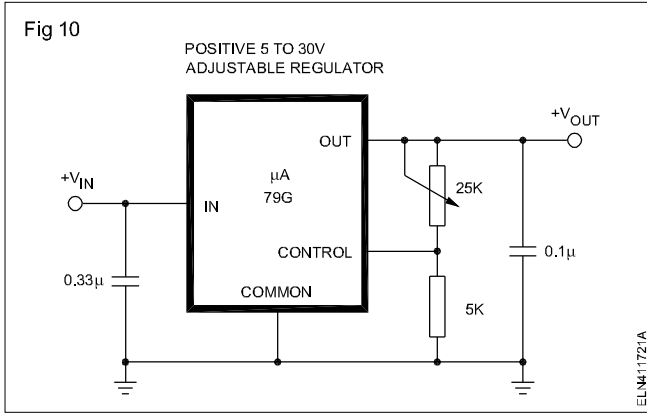 Fig 10
POSITIVE 5 TO 30V
ADJUSTABLE REGULATOR
+VOUT
OUT
μA
79G
25K
+VIN
IN
CONTROL
0.1μ
0.33μ
COMMON
5K
ELN411721A